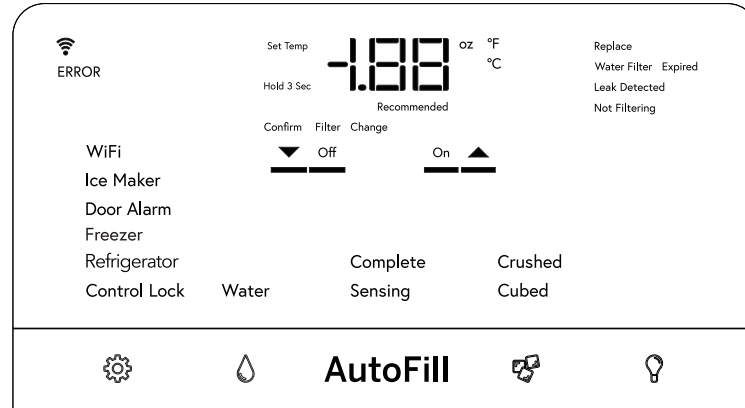 Set Temp -1.88 oz °F
ERROR °C
Hold 3 Sec
Recommended
Replace
Water Filter Expired
Leak Detected
Not Filtering
Confirm Filter Change
Off On
WiFi
Ice Maker
Door Alarm
Freezer
Refrigerator
Control Lock
Water
Complete
Sensing
Crushed
Cubed
AutoFill